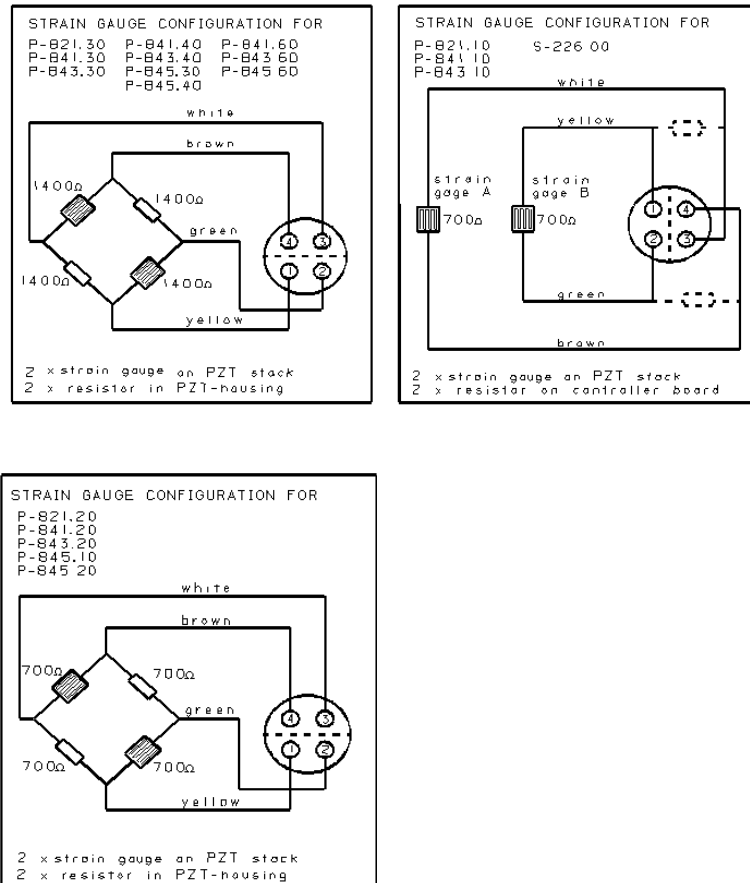 STRAIN GAUGE CONFIGURATION FOR
P-821.30 P-841.40 P-841.60
P-841.30 P-843.40 P-843 60
P-843.30 P-845.30 P-845 60
P-845.40
white
brown
1400Ω
1400Ω
green
4 3
1 2
1400Ω
1400Ω
yellow
2 x strain gauge on PZT stack
2 x resistor in PZT-housing
STRAIN GAUGE CONFIGURATION FOR
P-821.10 S-226 00
P-841 10
P-843 10
white
yellow
strain
gage A
strain
gage B
700Ω
700Ω
1 4
2 3
green
brown
2 x strain gauge on PZT stack
2 x resistor on controller board
STRAIN GAUGE CONFIGURATION FOR
P-821.20
P-841.20
P-843.20
P-845.10
P-845 20
white
brown
700Ω
700Ω
green
4 3
1 2
700Ω
700Ω
yellow
2 x strain gauge on PZT stack
2 x resistor in PZT-housing